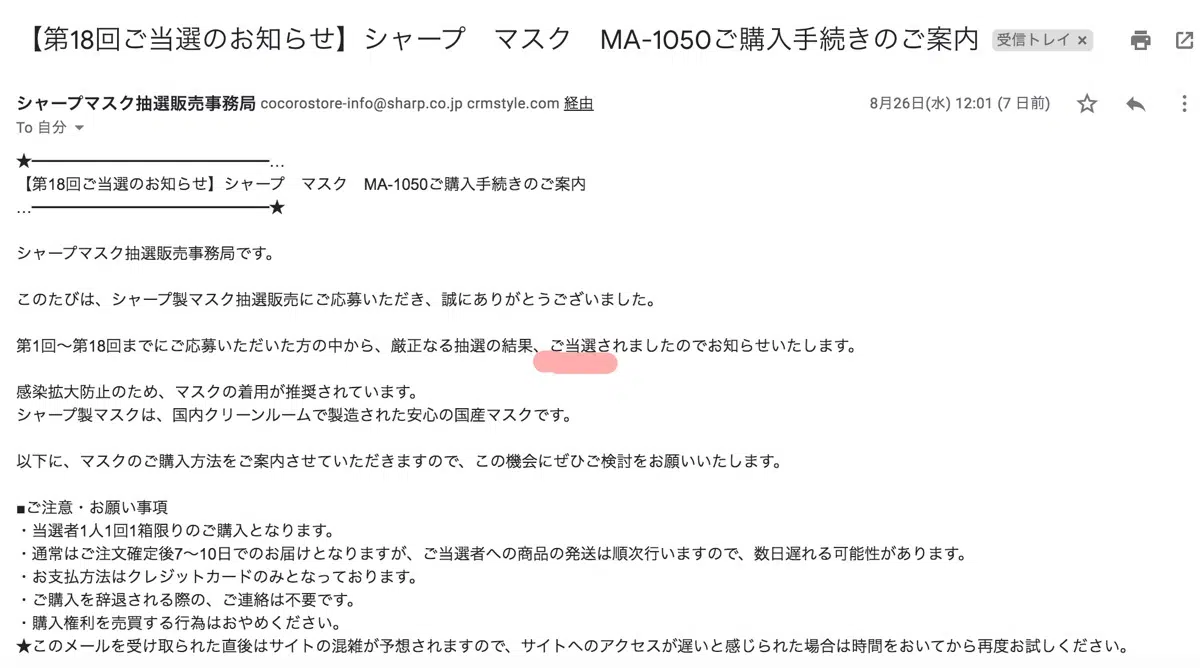 【第18回ご当選のお知らせ】シャープ　マスク　MA-1050ご購入手続きのご案内 受信トレイ ×
シャープマスク抽選販売事務局 cocorostore-info@sharp.co.jp crmstyle.com 経由 8月26日(水) 12:01 (7 日前)
To 自分
★━━━━━━━━━━━━━━━━━…
【第18回ご当選のお知らせ】シャープ　マスク　MA-1050ご購入手続きのご案内
…━━━━━━━━━━━━━━━━━★
シャープマスク抽選販売事務局です。
このたびは、シャープ製マスク抽選販売にご応募いただき、誠にありがとうございました。
第1回～第18回までにご応募いただいた方の中から、厳正なる抽選の結果、ご当選されましたのでお知らせいたします。
感染拡大防止のため、マスクの着用が推奨されています。
シャープ製マスクは、国内クリーンルームで製造された安心の国産マスクです。
以下に、マスクのご購入方法をご案内させていただきますので、この機会にぜひご検討をお願いいたします。
■ご注意・お願い事項
・当選者1人1回1箱限りのご購入となります。
・通常はご注文確定後7～10日でのお届けとなりますが、ご当選者への商品の発送は順次行いますので、数日遅れる可能性があります。
・お支払方法はクレジットカードのみとなっております。
・ご購入を辞退される際の、ご連絡は不要です。
・購入権利を売買する行為はおやめください。
★このメールを受け取られた直後はサイトの混雑が予想されますので、サイトへのアクセスが遅いと感じられた場合は時間をおいてから再度お試しください。